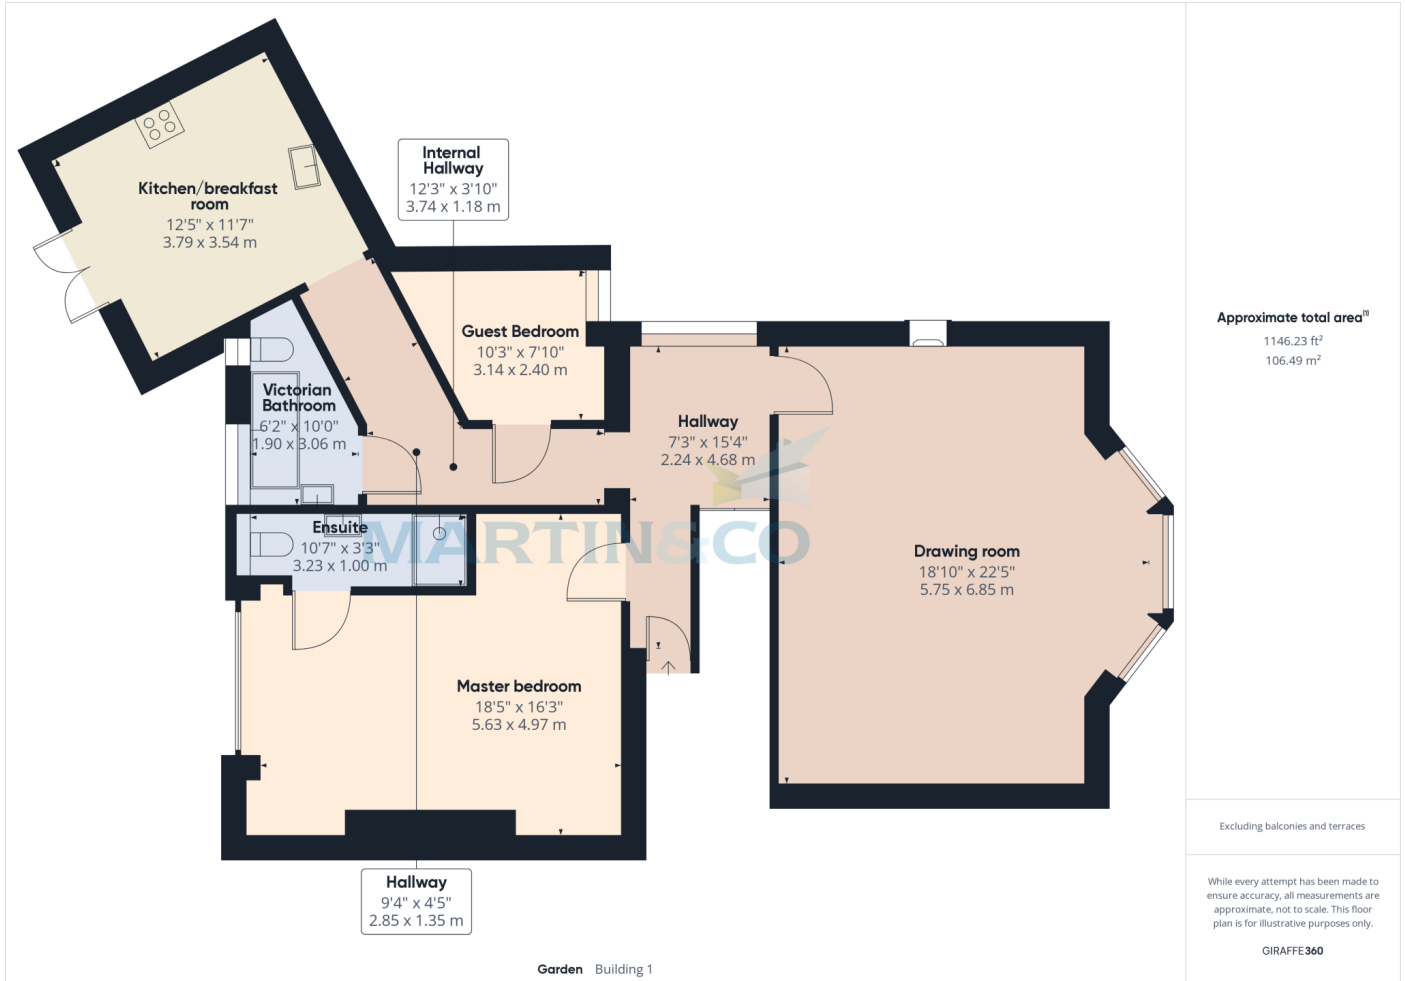 Internal
Hallway
12'3" x 3'10"
3.74 x 1.18 m
Kitchen/breakfast
room
12'5" x 11'7"
3.79 x 3.54 m
Guest Bedroom
10'3" x 7'10"
3.14 x 2.40 m
Victorian
Bathroom
6'2" x 10'0"
1.90 x 3.06 m
Hallway
7'3" x 15'4"
2.24 x 4.68 m
Ensuite
10'7" x 3'3"
3.23 x 1.00 m
MARTIN&CO
Drawing room
18'10" x 22'5"
5.75 x 6.85 m
Master bedroom
18'5" x 16'3"
5.63 x 4.97 m
Hallway
9'4" x 4'5"
2.85 x 1.35 m
Garden Building 1
Approximate total area(1)
1146.23 ft²
106.49 m²
Excluding balconies and terraces
While every attempt has been made to
ensure accuracy, all measurements are
approximate, not to scale. This floor
plan is for illustrative purposes only.
GIRAFFE360